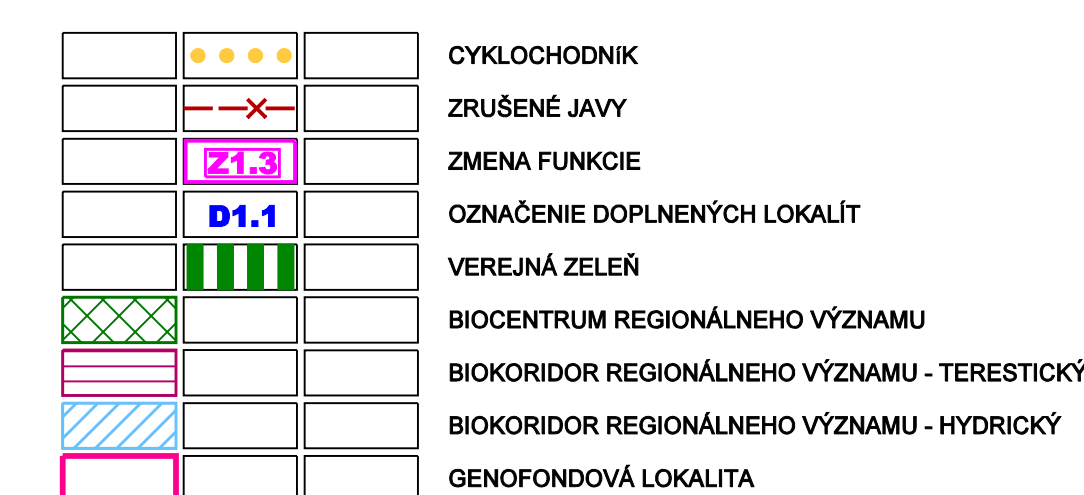 CYKLOCHODNíK
ZRUŠENÉ JAVY
Z1.3 ZMENA FUNKCIE
D1.1 OZNAČENIE DOPLNENÝCH LOKALÍT
VEREJNÁ ZELEŇ
BIOCENTRUM REGIONÁLNEHO VÝZNAMU
BIOKORIDOR REGIONÁLNEHO VÝZNAMU - TERESTICKÝ
BIOKORIDOR REGIONÁLNEHO VÝZNAMU - HYDRICKÝ
GENOFONDOVÁ LOKALITA